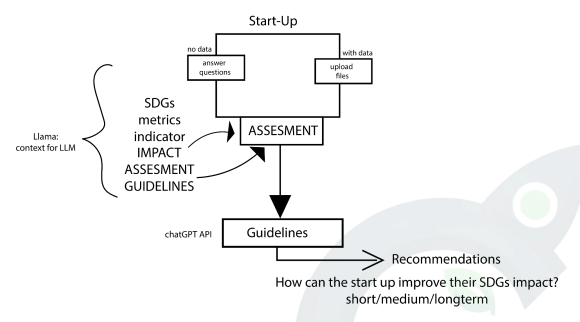 Start-Up
no data
with data
answer
questions
upload
files
SDGs
metrics
indicator
IMPACT
ASSESMENT
GUIDELINES
Llama:
context for LLM
ASSESMENT
chatGPT API
Guidelines
Recommendations
How can the start up improve their SDGs impact?
short/medium/longterm